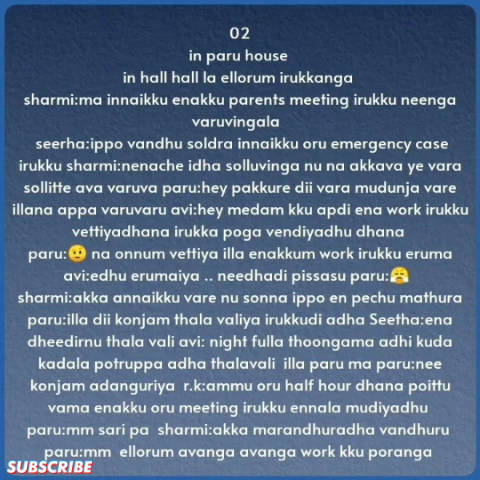 02
in paru house
in hall hall la ellorum irukkanga
sharmi:ma innaikku enakku parents meeting irukku neenga
varuvingala
seerha:ippo vandhu soldra innaikku oru emergency case
irukku sharmi:nenache idha solluvinga nu na akkava ye vara
sollitte ava varuva paru:hey pakkure dii vara mudunja vare
illana appa varuvaru avi:hey medam kku apdi ena work irukku
vettiyadhana irukka poga vendiyadhu dhana
paru:🤨 na onnum vettiya illa enakkum work irukku eruma
avi:edhu erumaiya .. needhadi pissasu paru:😤
sharmi:akka annaikku vare nu sonna ippo en pechu mathura
paru:illa dii konjam thala valiya irukkudi adha Seetha:ena
dheedirnu thala vali avi: night fulla thoongama adhi kuda
kadala potruppa adha thalavali  illa paru ma paru:nee
konjam adanguriya  r.k:ammu oru half hour dhana poittu
vama enakku oru meeting irukku ennala mudiyadhu
paru:mm sari pa  sharmi:akka marandhuradha vandhuru
paru:mm  ellorum avanga avanga work kku poranga
SUBSCRIBE